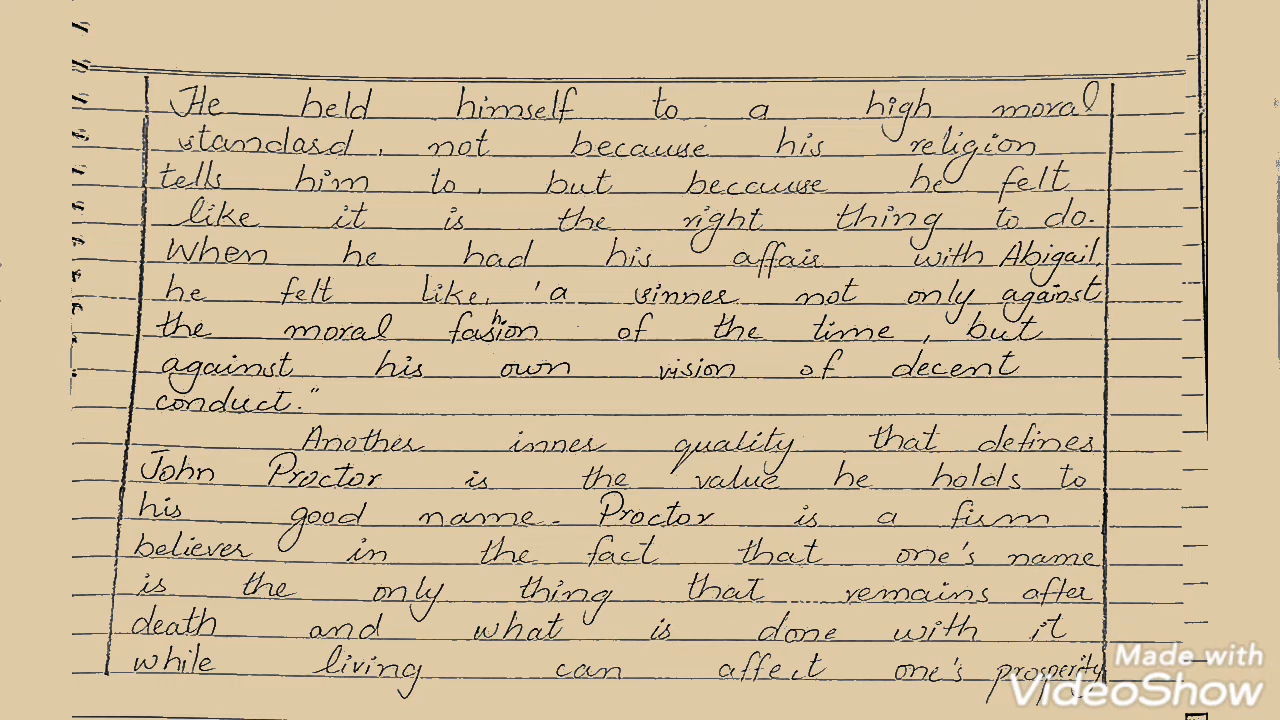 He held himself to a high moral
standard, not because his religion
tells him to, but because he felt
like it is the right thing to do.
When he had his affair with Abigail,
he felt like, 'a sinner not only against
the moral fashion of the time, but
against his own vision of decent
conduct."
Another inner quality that defines
John Proctor is the value he holds to
his good name. Proctor is a firm
believer in the fact that one's name
is the only thing that remains after
death and what is done with it
while living can affect one's prosperity
Made with
VideoShow